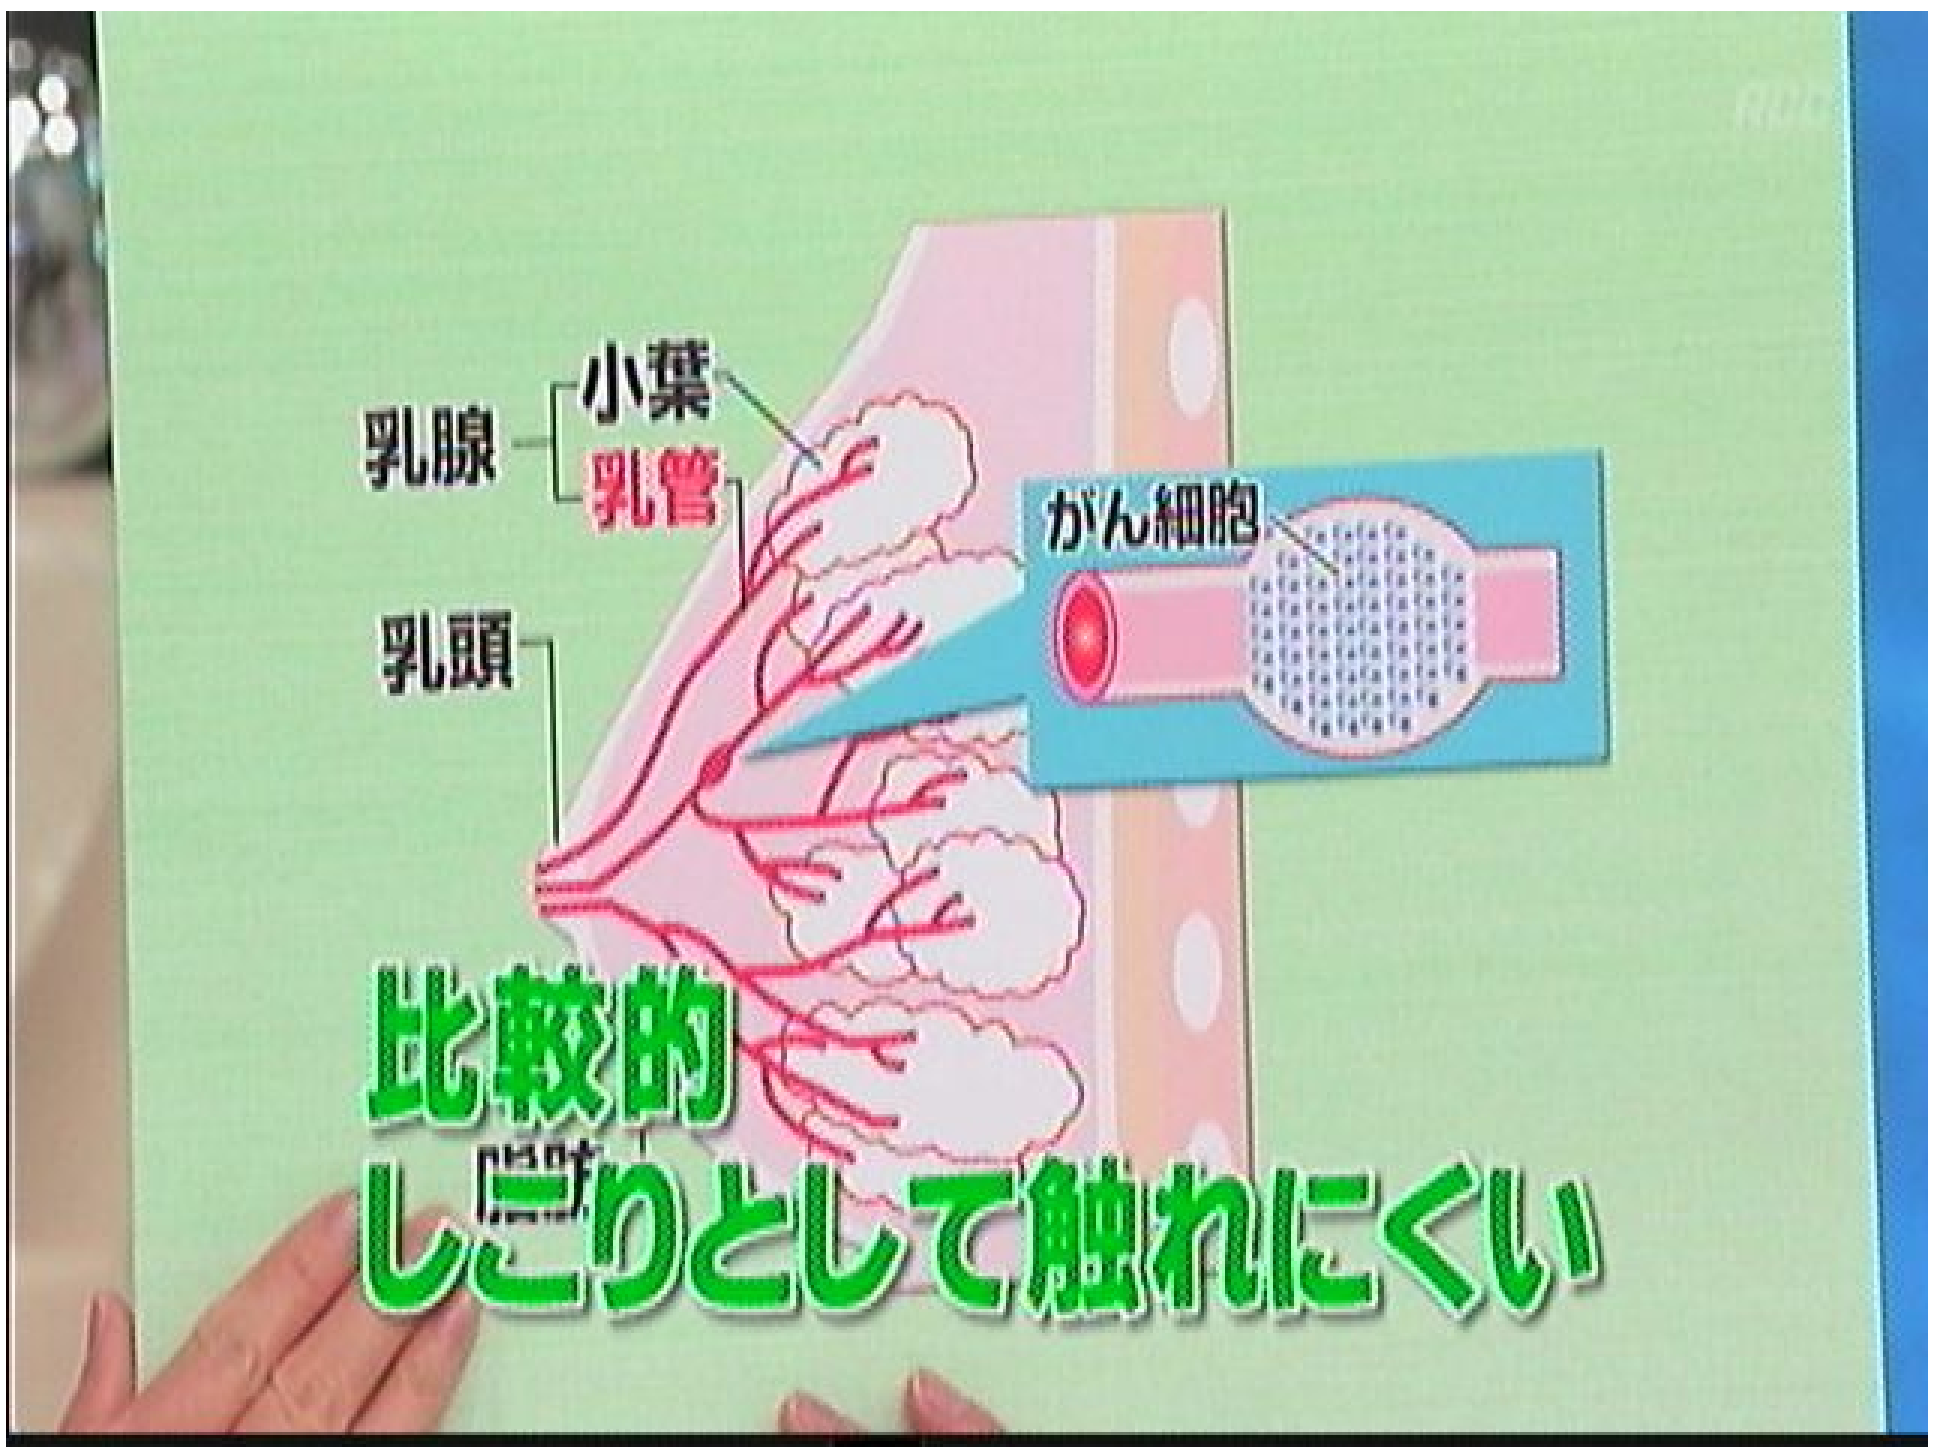 小葉
乳腺
乳管
がん細胞
乳頭
比較的
しこりとして触れにくい